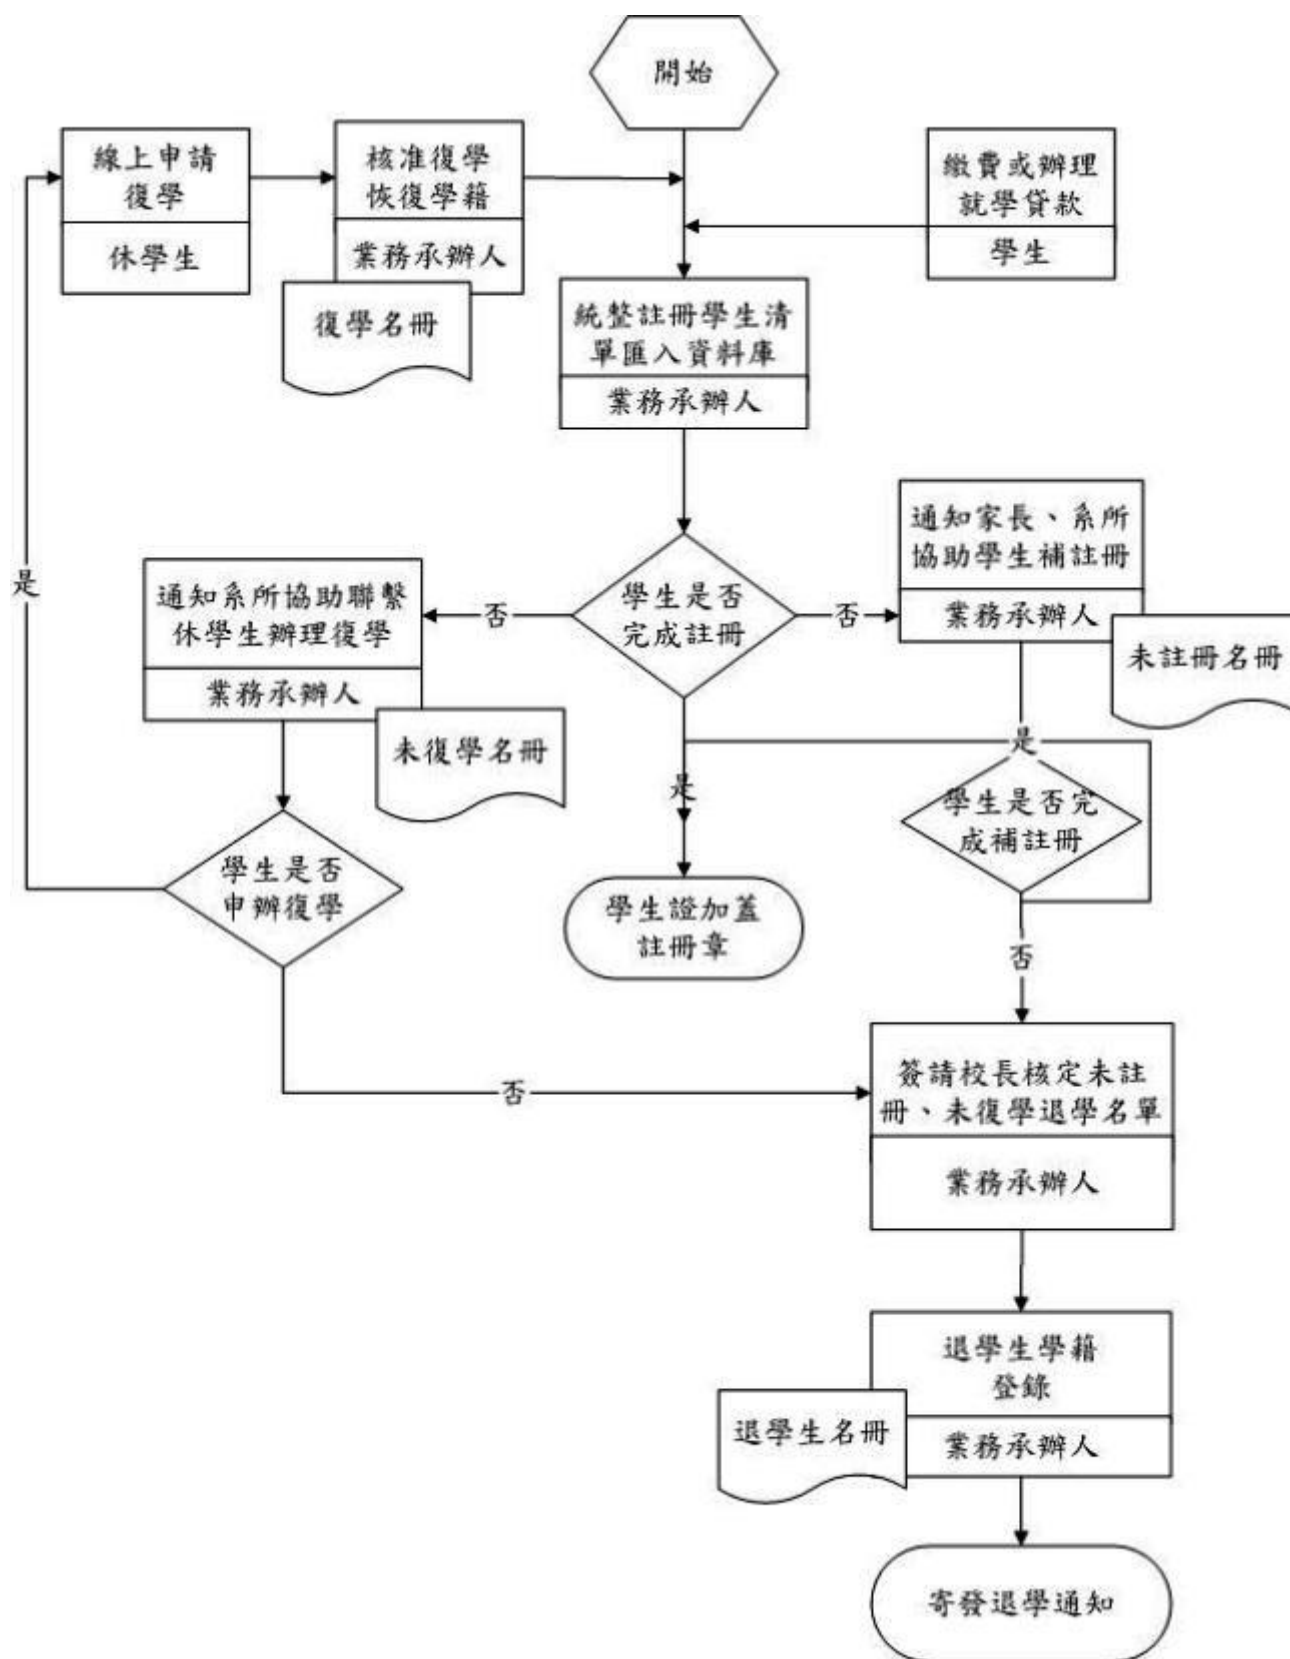 開始
線上申請
復學
休學生
核准復學
恢復學籍
業務承辦人
復學名冊
繳費或辦理
就學貸款
學生
統整註冊學生清
單匯入資料庫
業務承辦人
學生是否
完成註冊
否
否
是
通知家長、系所
協助學生補註冊
業務承辦人
未註冊名冊
通知系所協助聯繫
休學生辦理復學
業務承辦人
未復學名冊
是
學生是否
申辦復學
是
學生是否完
成補註冊
學生證加蓋
註冊章
否
否
簽請校長核定未註
冊、未復學退學名單
業務承辦人
退學生學籍
登錄
業務承辦人
退學生名冊
寄發退學通知